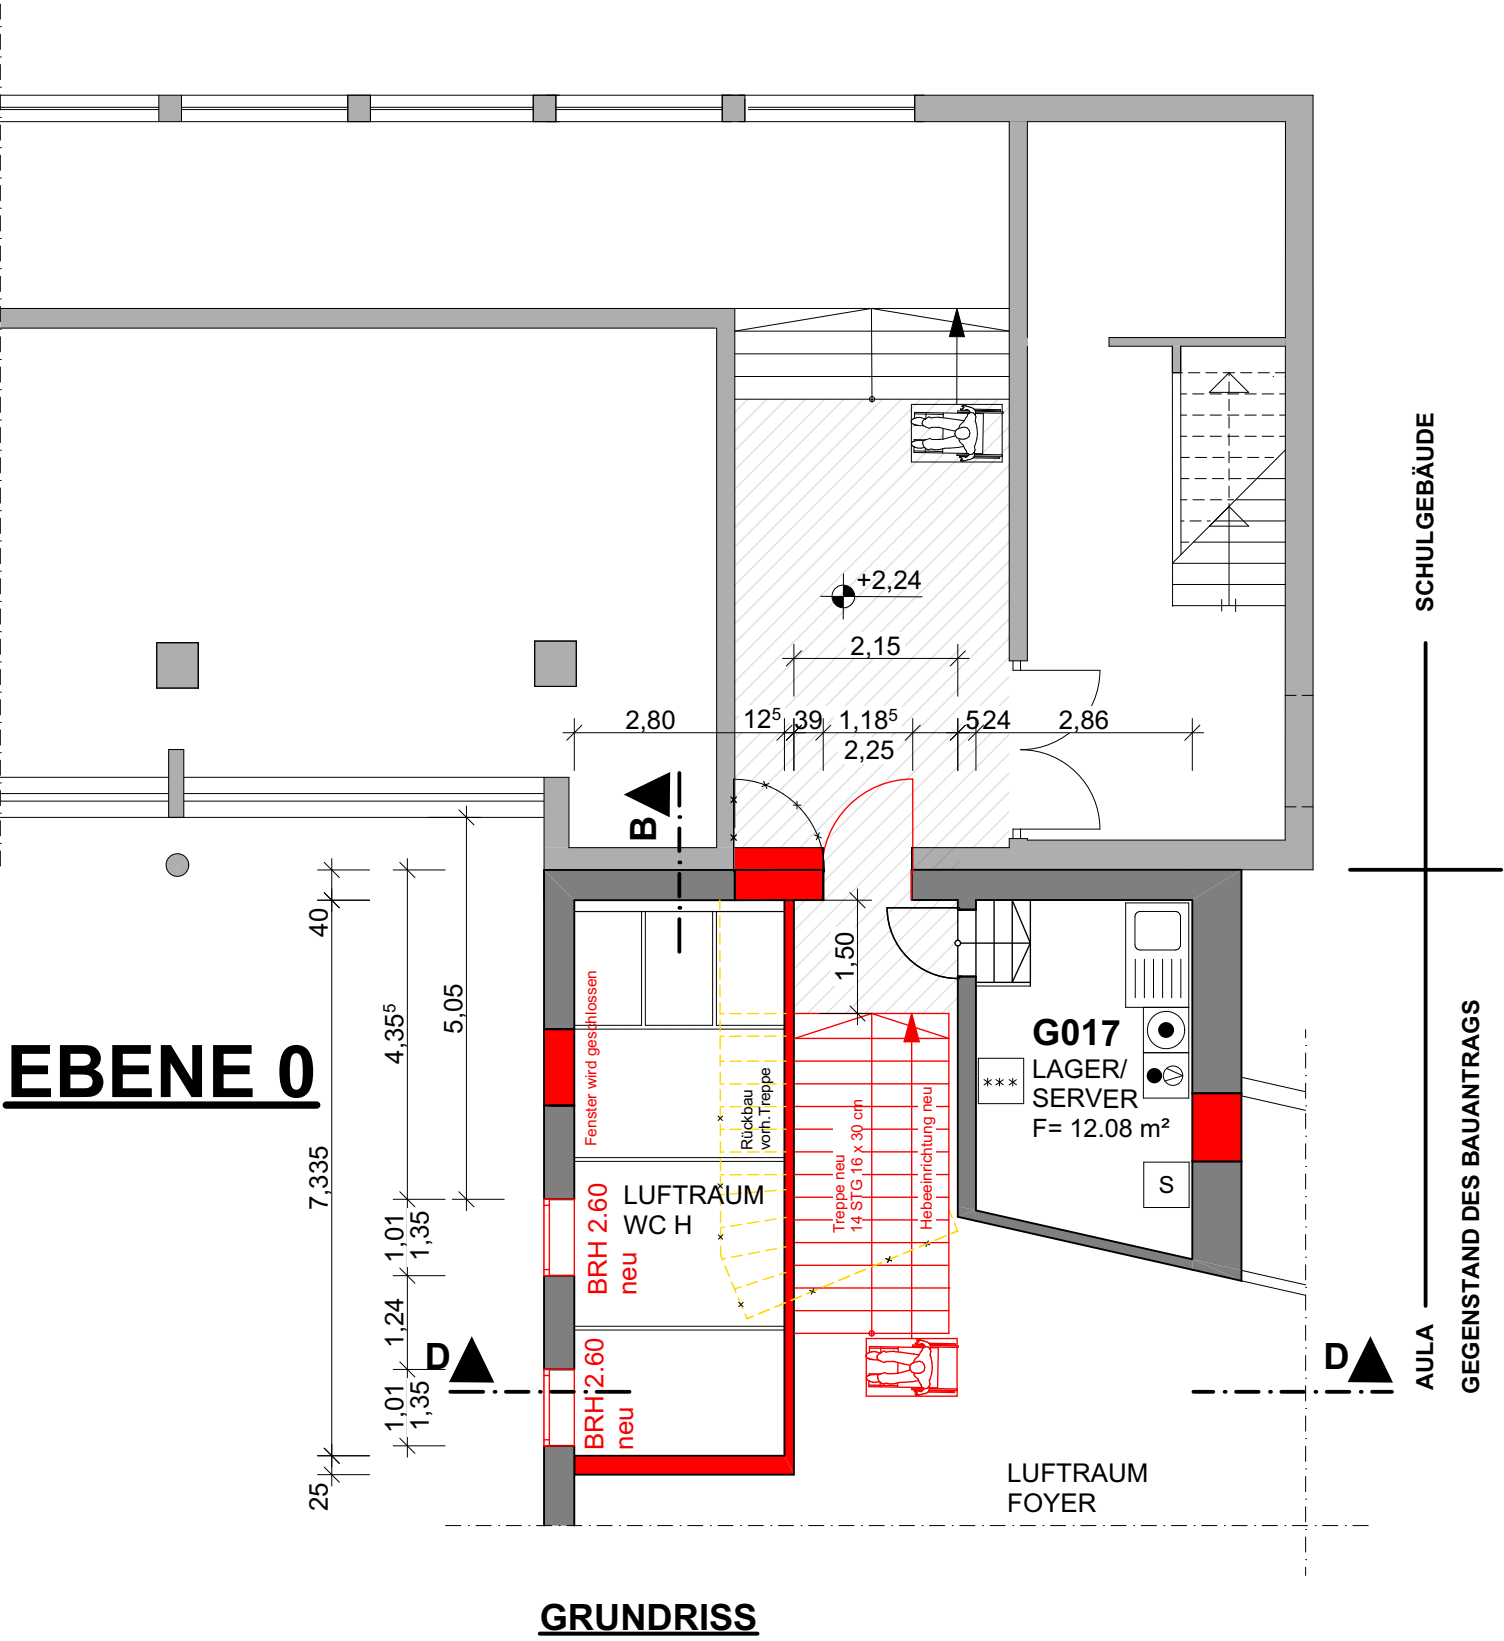 SCHULGEBÄUDE
+2,24
2,15
2,80
12⁵
39
1,18⁵
2,25
5
24
2,86
B
40
4,35⁵
5,05
1,50
EBENE 0
7,335
Fenster wird geschlossen
Rückbau
vorh.Treppe
Treppe neu
14 STG 16 x 30 cm
Hebeeinrichtung neu
G017
LAGER/
SERVER
F= 12.08 m²
***
S
LUFTRAUM
WC H
BRH 2.60
neu
1,01
1,35
1,24
BRH 2.60
neu
1,01
1,35
D
D
25
LUFTRAUM
FOYER
AULA
GEGENSTAND DES BAUANTRAGS
GRUNDRISS